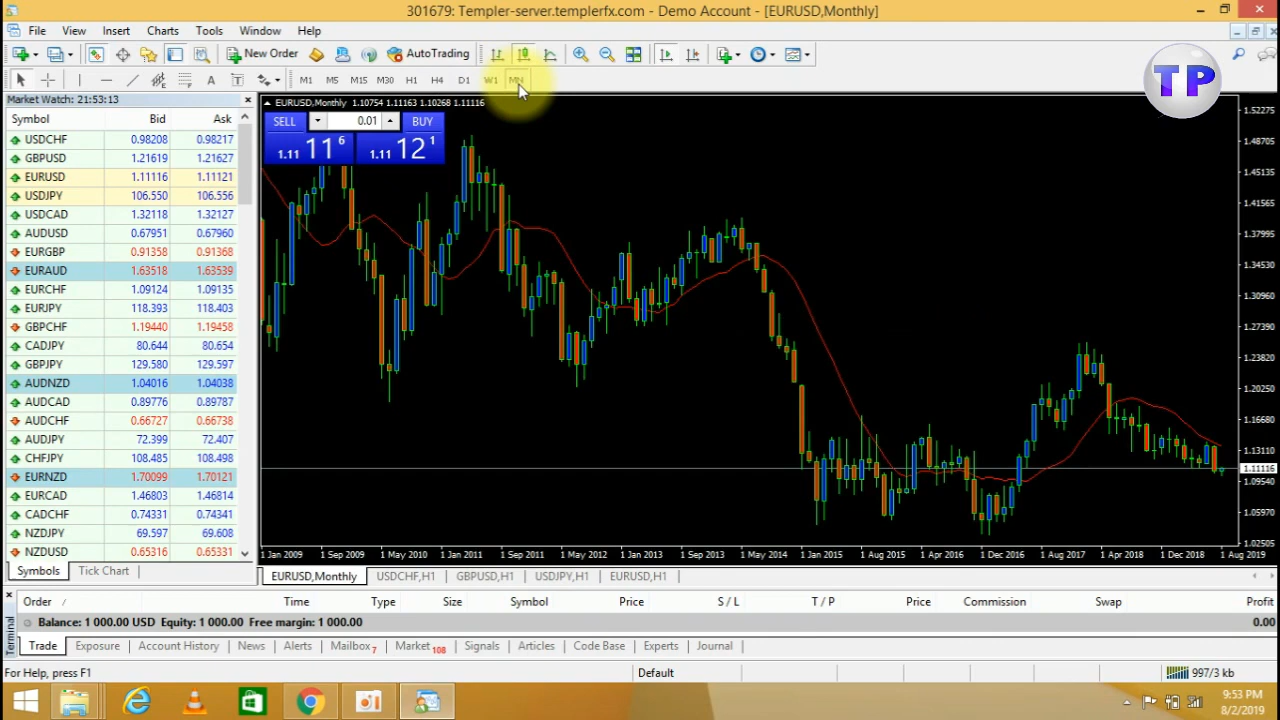 301679: Templer-server.templerfx.com - Demo Account - [EURUSD,Monthly]
File View Insert Charts Tools Window Help
New Order AutoTrading
TP
A T M1 M5 M15 M30 H1 H4 D1 W1 MN
Market Watch: 21:53:13
Symbol Bid Ask
USDCHF 0.98208 0.98217
GBPUSD 1.21619 1.21627
EURUSD 1.11116 1.11121
USDJPY 106.550 106.556
USDCAD 1.32118 1.32127
AUDUSD 0.67951 0.67960
EURGBP 0.91358 0.91368
EURAUD 1.63518 1.63539
EURCHF 1.09124 1.09135
EURJPY 118.393 118.403
GBPCHF 1.19440 1.19458
CADJPY 80.644 80.654
GBPJPY 129.580 129.597
AUDNZD 1.04016 1.04038
AUDCAD 0.89776 0.89787
AUDCHF 0.66727 0.66738
AUDJPY 72.399 72.407
CHFJPY 108.485 108.498
EURNZD 1.70099 1.70121
EURCAD 1.46803 1.46814
CADCHF 0.74331 0.74341
NZDJPY 69.597 69.608
NZDUSD 0.65316 0.65331
Symbols Tick Chart
EURUSD,Monthly 1.10754 1.11163 1.10268 1.11116
SELL 0.01 BUY
1.11 11 6 1.11 12 1
1.52275
1.48705
1.45135
1.41565
1.37995
1.34530
1.30960
1.27390
1.23820
1.20250
1.16680
1.13110
1.11116
1.09540
1.05970
1.02505
1 Jan 2009 1 Sep 2009 1 May 2010 1 Jan 2011 1 Sep 2011 1 May 2012 1 Jan 2013 1 Sep 2013 1 May 2014 1 Jan 2015 1 Aug 2015 1 Apr 2016 1 Dec 2016 1 Aug 2017 1 Apr 2018 1 Dec 2018 1 Aug 2019
EURUSD,Monthly USDCHF,H1 GBPUSD,H1 USDJPY,H1 EURUSD,H1
Order / Time Type Size Symbol Price S / L T / P Price Commission Swap Profit
Balance: 1 000.00 USD Equity: 1 000.00 Free margin: 1 000.00 0.00
Terminal
Trade Exposure Account History News Alerts Mailbox 7 Market 108 Signals Articles Code Base Experts Journal
For Help, press F1 Default 997/3 kb
9:53 PM
8/2/2019